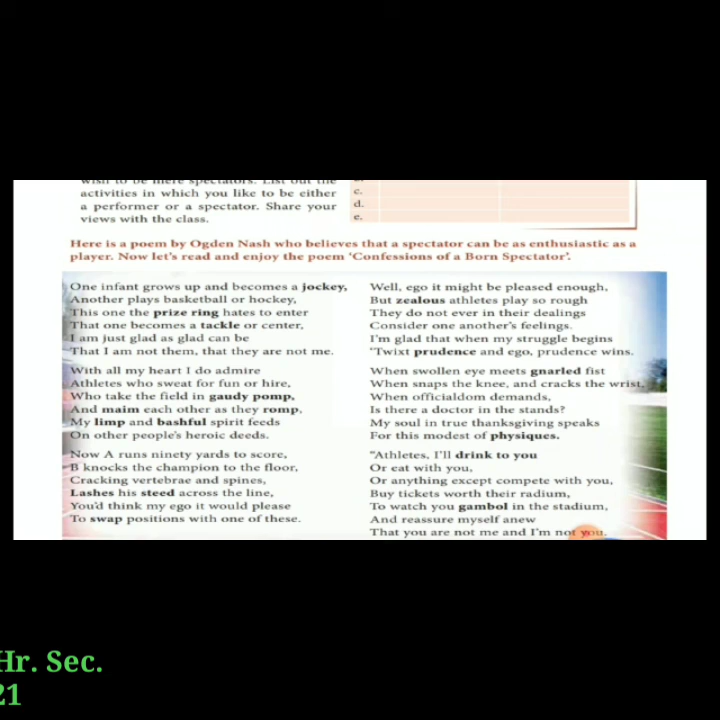 wish to be mere spectators. List out the
activities in which you like to be either
a performer or a spectator. Share your
views with the class.
c.
d.
e.
Here is a poem by Ogden Nash who believes that a spectator can be as enthusiastic as a
player. Now let's read and enjoy the poem 'Confessions of a Born Spectator'.
One infant grows up and becomes a jockey,
Another plays basketball or hockey,
This one the prize ring hates to enter
That one becomes a tackle or center,
I am just glad as glad can be
That I am not them, that they are not me.
With all my heart I do admire
Athletes who sweat for fun or hire,
Who take the field in gaudy pomp,
And maim each other as they romp,
My limp and bashful spirit feeds
On other people's heroic deeds.
Now A runs ninety yards to score,
B knocks the champion to the floor,
Cracking vertebrae and spines,
Lashes his steed across the line,
You'd think my ego it would please
To swap positions with one of these.
Well, ego it might be pleased enough,
But zealous athletes play so rough
They do not ever in their dealings
Consider one another's feelings.
I'm glad that when my struggle begins
'Twixt prudence and ego, prudence wins.
When swollen eye meets gnarled fist
When snaps the knee, and cracks the wrist,
When officialdom demands,
Is there a doctor in the stands?
My soul in true thanksgiving speaks
For this modest of physiques.
"Athletes, I'll drink to you
Or eat with you,
Or anything except compete with you,
Buy tickets worth their radium,
To watch you gambol in the stadium,
And reassure myself anew
That you are not me and I'm not you.
Hr. Sec.
21